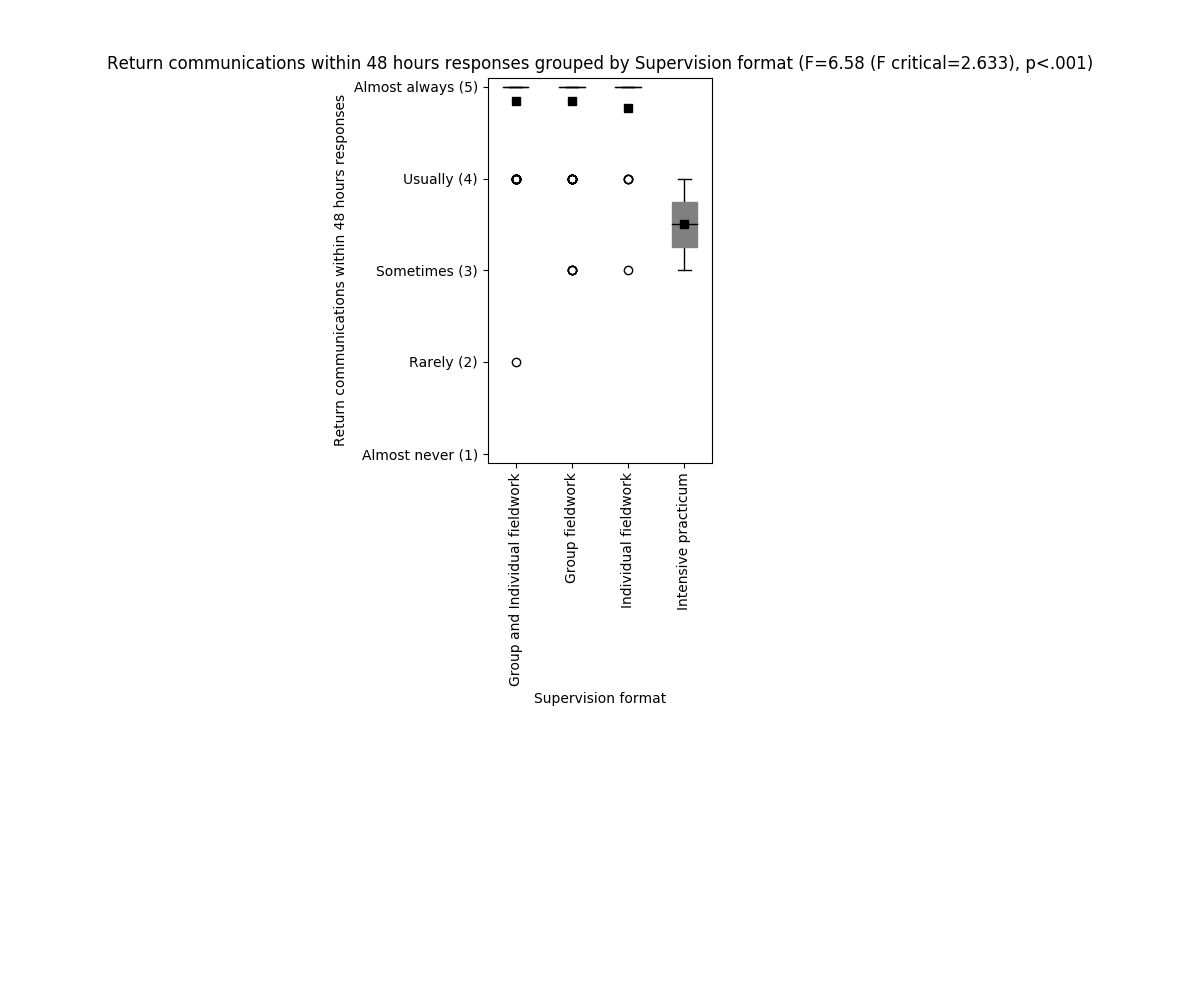 Return communications within 48 hours responses grouped by Supervision format (F=6.58 (F critical=2.633), p<.001)
Return communications within 48 hours responses
Almost always (5)
Usually (4)
Sometimes (3)
Rarely (2)
Almost never (1)
Group and Individual fieldwork
Group fieldwork
Individual fieldwork
Intensive practicum
Supervision format